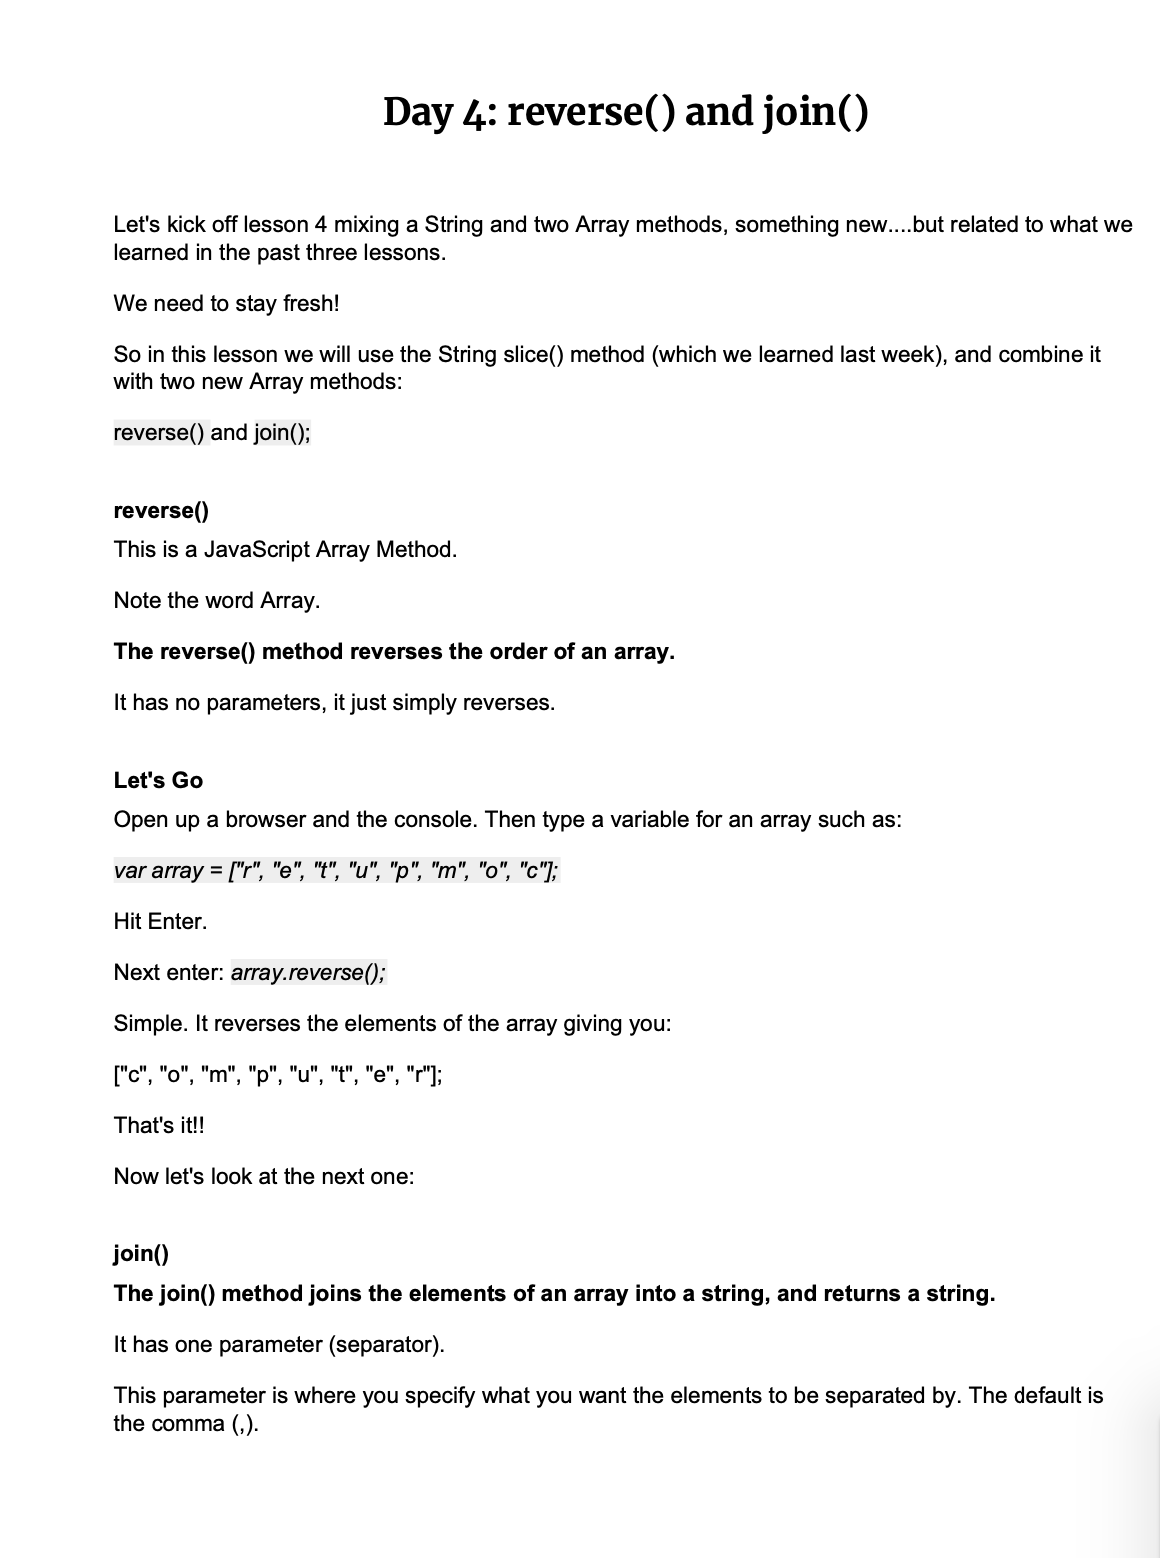 Day 4: reverse() and join()
Let's kick off lesson 4 mixing a String and two Array methods, something new....but related to what we
learned in the past three lessons.
We need to stay fresh!
So in this lesson we will use the String slice() method (which we learned last week), and combine it
with two new Array methods:
reverse() and join();
reverse()
This is a JavaScript Array Method.
Note the word Array.
The reverse() method reverses the order of an array.
It has no parameters, it just simply reverses.
Let's Go
Open up a browser and the console. Then type a variable for an array such as:
var array = ["r", "e", "t", "u", "p", "m", "o", "c"];
Hit Enter.
Next enter: array.reverse();
Simple. It reverses the elements of the array giving you:
["c", "o", "m", "p", "u", "t", "e", "r"];
That's it!!
Now let's look at the next one:
join()
The join() method joins the elements of an array into a string, and returns a string.
It has one parameter (separator).
This parameter is where you specify what you want the elements to be separated by. The default is
the comma (,).